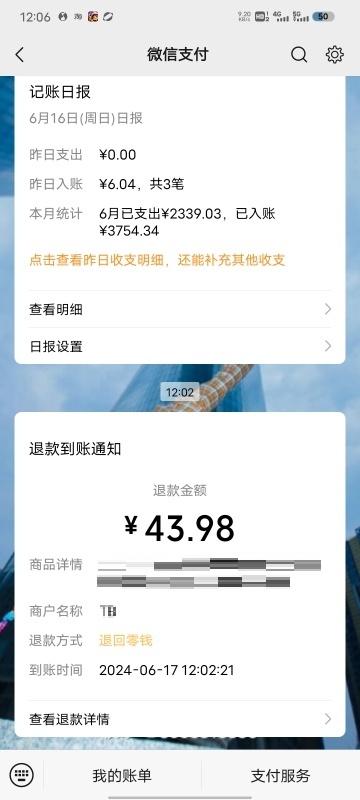 12:06
淘
9.20
KB/s
HD 1
2
4G
5G
50
微信支付
记账日报
6月16日(周日)日报
昨日支出 ¥0.00
昨日入账 ¥6.04，共3笔
本月统计 6月已支出¥2339.03，已入账
¥3754.34
点击查看昨日收支明细，还能补充其他收支
查看明细
日报设置
12:02
退款到账通知
退款金额
¥43.98
商品详情
商户名称
退款方式 退回零钱
到账时间 2024-06-17 12:02:21
查看退款详情
我的账单
支付服务